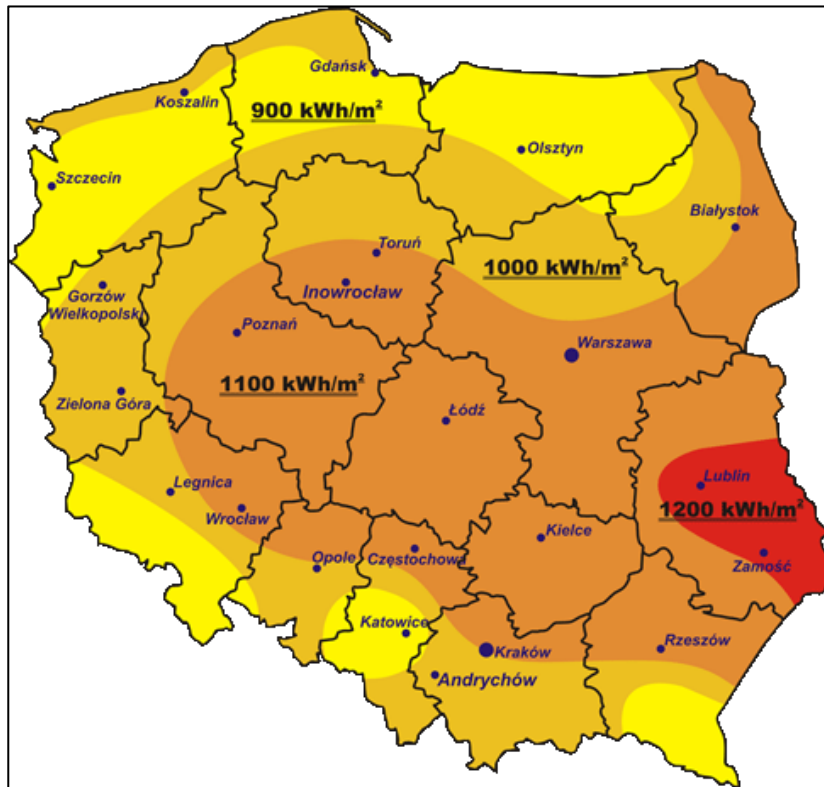 Gdańsk
Koszalin
900 kWh/m²
Olsztyn
Szczecin
Białystok
Toruń
1000 kWh/m²
Inowrocław
Gorzów
Wielkopolski
Poznań
Warszawa
1100 kWh/m²
Zielona Góra
Łódź
Lublin
Legnica
1200 kWh/m²
Wrocław
Kielce
Opole
Częstochowa
Zamość
Katowice
Kraków
Rzeszów
Andrychów